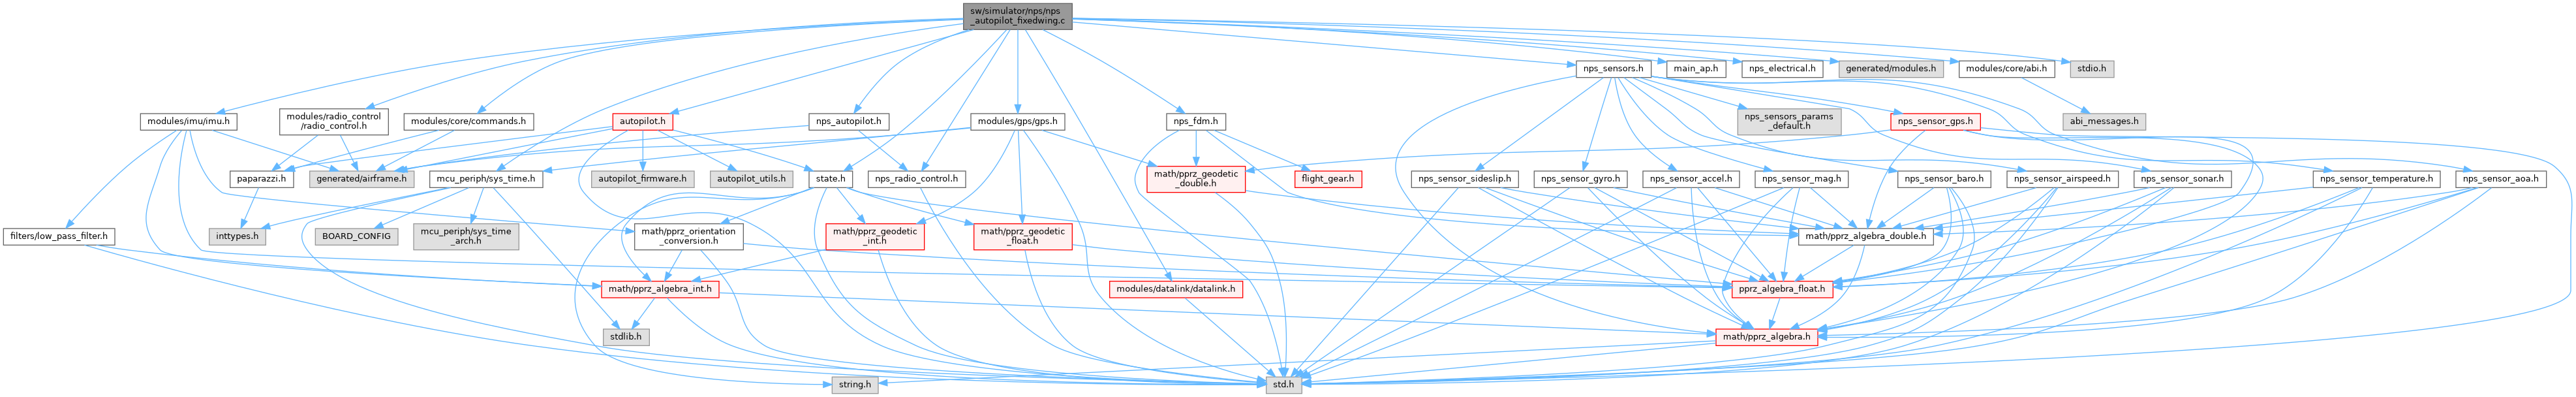 sw/simulator/nps/nps
_autopilot_fixedwing.c
nps_sensors.h
main_ap.h
nps_electrical.h
generated/modules.h
modules/core/abi.h
stdio.h
modules/imu/imu.h
modules/radio_control
/radio_control.h
modules/core/commands.h
autopilot.h
nps_autopilot.h
modules/gps/gps.h
nps_fdm.h
nps_sensors_params
_default.h
nps_sensor_gps.h
abi_messages.h
paparazzi.h
generated/airframe.h
mcu_periph/sys_time.h
autopilot_firmware.h
autopilot_utils.h
state.h
nps_radio_control.h
math/pprz_geodetic
_double.h
flight_gear.h
nps_sensor_sideslip.h
nps_sensor_gyro.h
nps_sensor_accel.h
nps_sensor_mag.h
nps_sensor_baro.h
nps_sensor_airspeed.h
nps_sensor_sonar.h
nps_sensor_temperature.h
nps_sensor_aoa.h
filters/low_pass_filter.h
inttypes.h
BOARD_CONFIG
mcu_periph/sys_time
_arch.h
math/pprz_orientation
_conversion.h
math/pprz_geodetic
_int.h
math/pprz_geodetic
_float.h
math/pprz_algebra_double.h
math/pprz_algebra_int.h
modules/datalink/datalink.h
pprz_algebra_float.h
stdlib.h
math/pprz_algebra.h
string.h
std.h